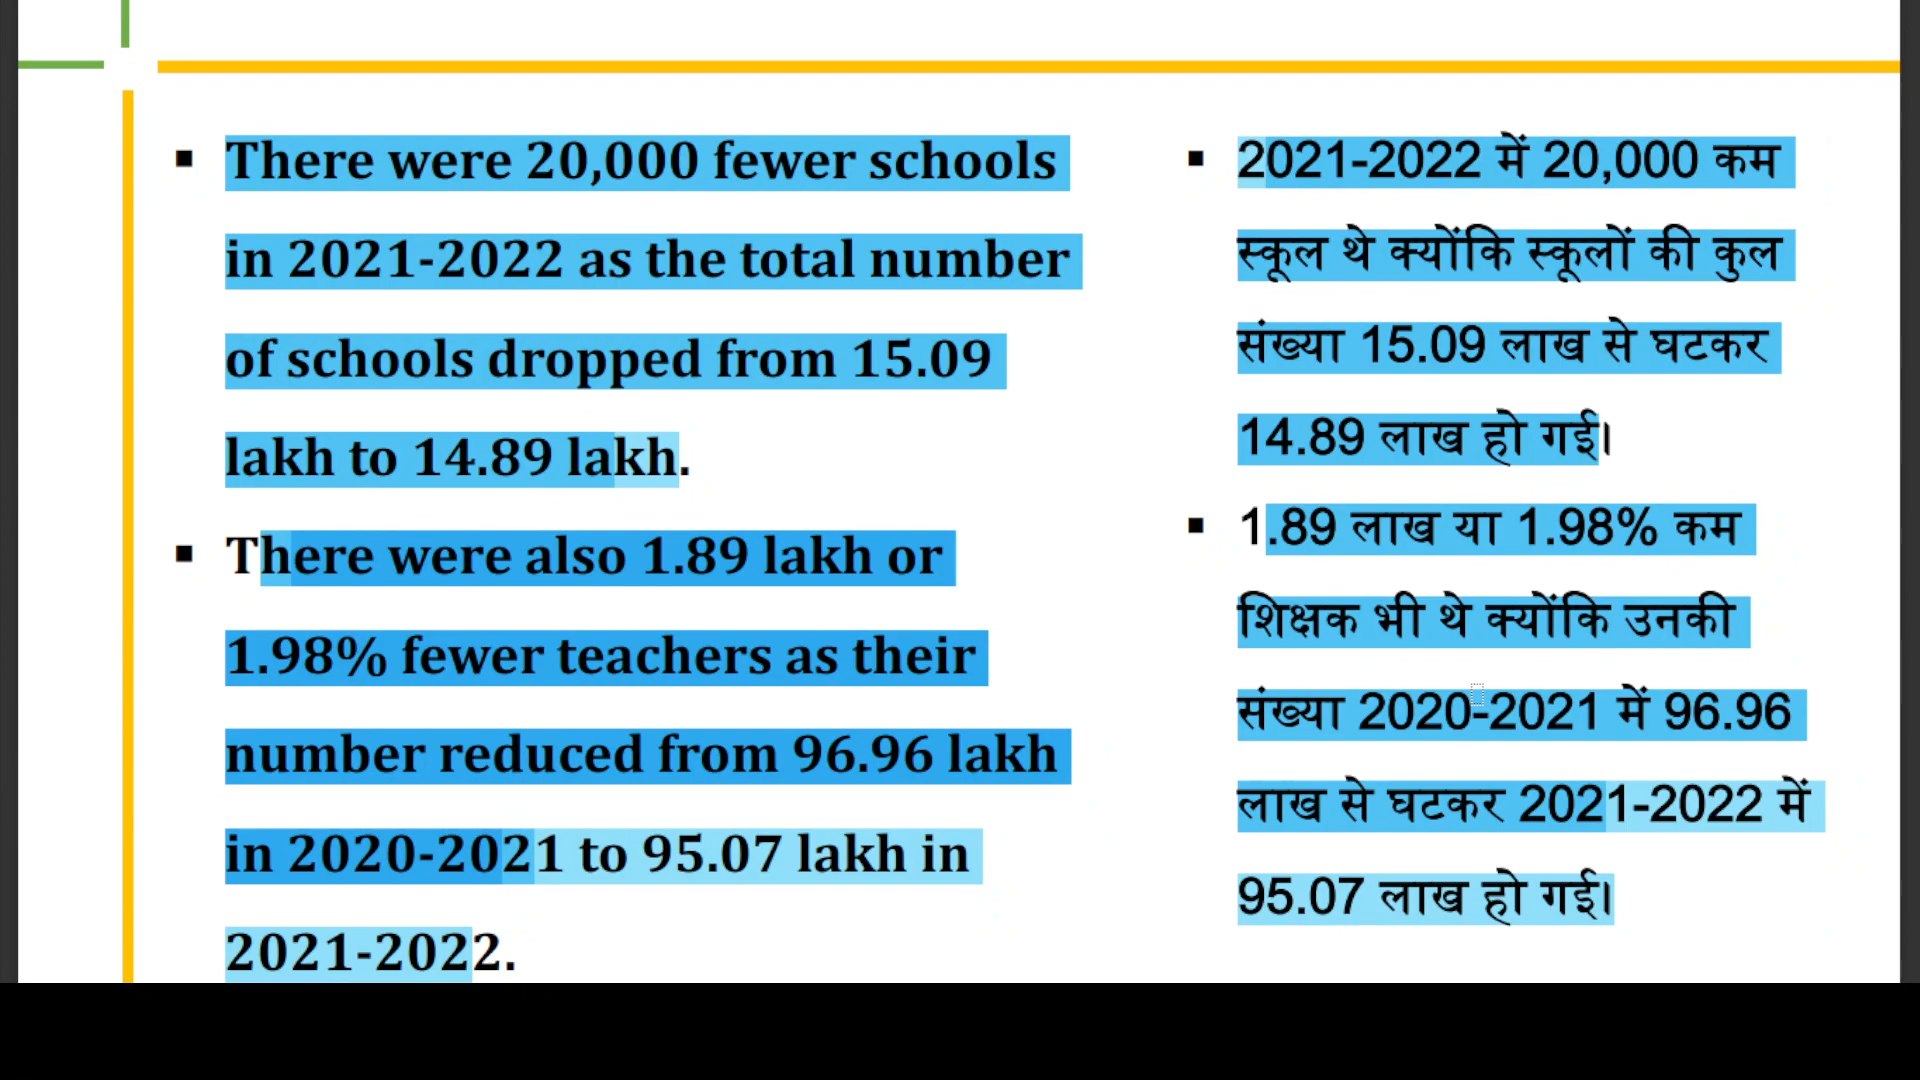 There were 20,000 fewer schools
in 2021-2022 as the total number
of schools dropped from 15.09
lakh to 14.89 lakh.
There were also 1.89 lakh or
1.98% fewer teachers as their
number reduced from 96.96 lakh
in 2020-2021 to 95.07 lakh in
2021-2022.
2021-2022 में 20,000 कम
स्कूल थे क्योंकि स्कूलों की कुल
संख्या 15.09 लाख से घटकर
14.89 लाख हो गई।
1.89 लाख या 1.98% कम
शिक्षक भी थे क्योंकि उनकी
संख्या 2020-2021 में 96.96
लाख से घटकर 2021-2022 में
95.07 लाख हो गई।